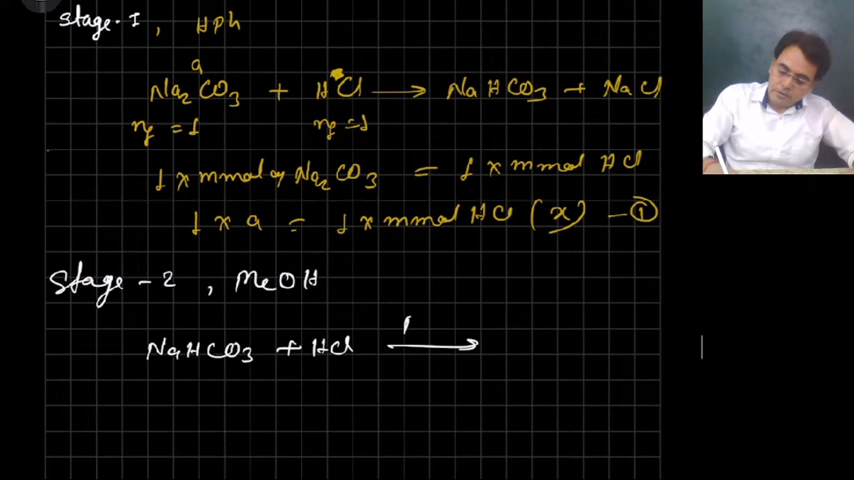 Stage-I, HPh
a
Na₂CO₃ + HCl ⟶ NaHCO₃ + NaCl
nf = 1 nf = 1
1 x mmol of Na₂CO₃ = 1 x mmol HCl
1 x a = 1 x mmol HCl (x) — ①
Stage-2, MeOH
NaHCO₃ + HCl ⟶